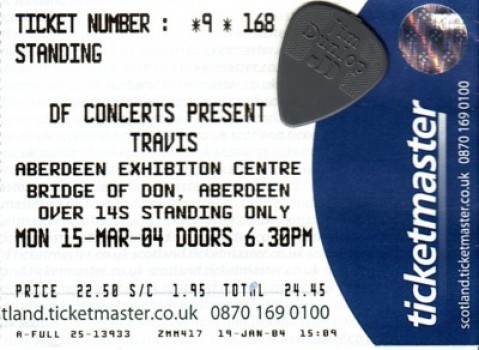 TICKET NUMBER : *9 * 168
STANDING
DF CONCERTS PRESENT
TRAVIS
ABERDEEN EXHIBITON CENTRE
BRIDGE OF DON, ABERDEEN
OVER 14S STANDING ONLY
MON 15-MAR-04 DOORS 6.30PM
PRICE 22.50 S/C 1.95 TOTAL 24.45
tland.ticketmaster.co.uk 0870 169 0100
A-FULL 25-13933 ZMM417 19-JAN-04 15:09
Jim
Dunlop
ticketmaster
scotland.ticketmaster.co.uk 0870 169 0100